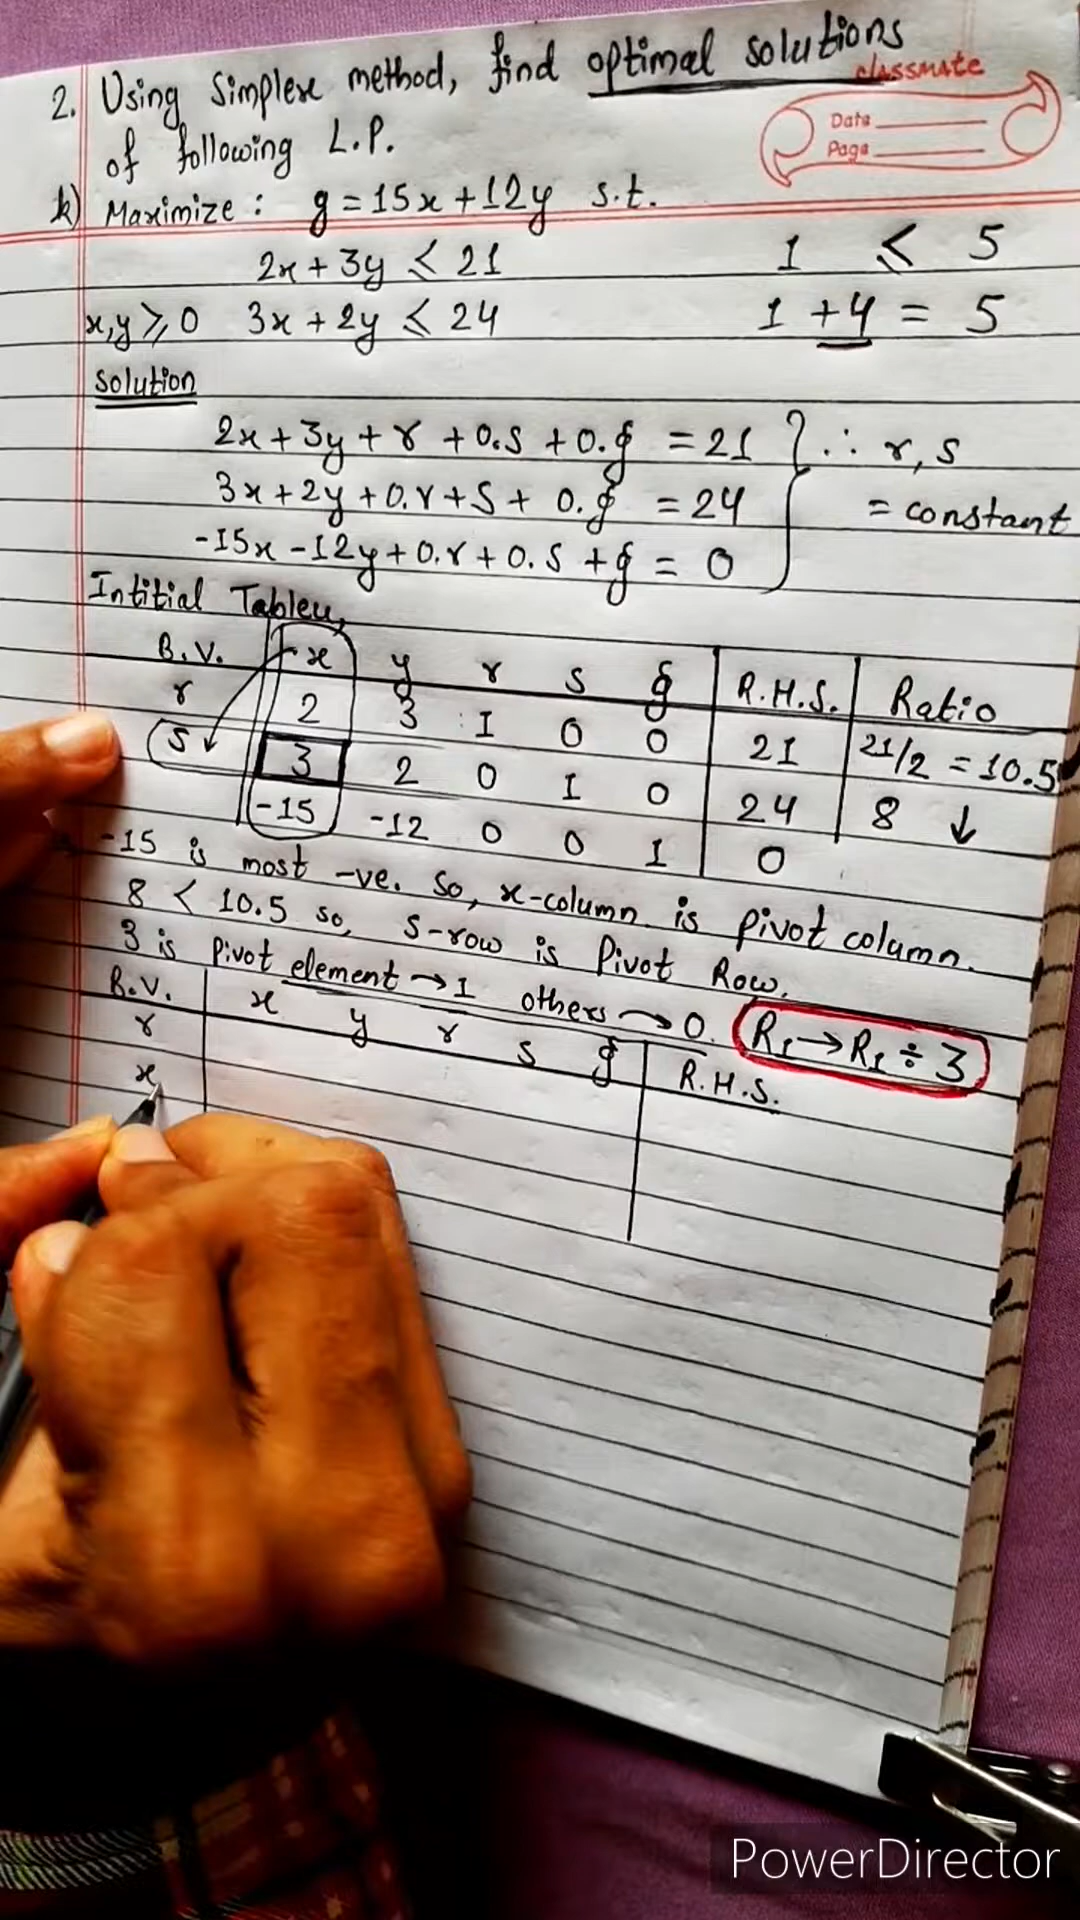 2. Using Simplex method, find optimal solutions
classmate
Date
Page
of following L.P.
k) Maximize: g = 15x + 12y s.t.
2x + 3y ≤ 21 1 ≤ 5
x, y ≥ 0 3x + 2y ≤ 24 1 + 4 = 5
Solution
2x + 3y + r + 0.s + 0.g = 21 } ∴ r, s
3x + 2y + 0.r + s + 0.g = 24 = constant
-15x - 12y + 0.r + 0.s + g = 0
Intitial Tableu,
B.V. x y r s g R.H.S. Ratio
r 2 3 1 0 0 21 21/2 = 10.5
s 3 2 0 1 0 24 8 ↓
-15 -12 0 0 1 0
-15 is most -ve. So, x-column is pivot column.
8 < 10.5 so, s-row is Pivot Row.
3 is pivot element → 1 others → 0. R₁ → R₁ ÷ 3
B.V. x y r s g R.H.S.
r
x
PowerDirector